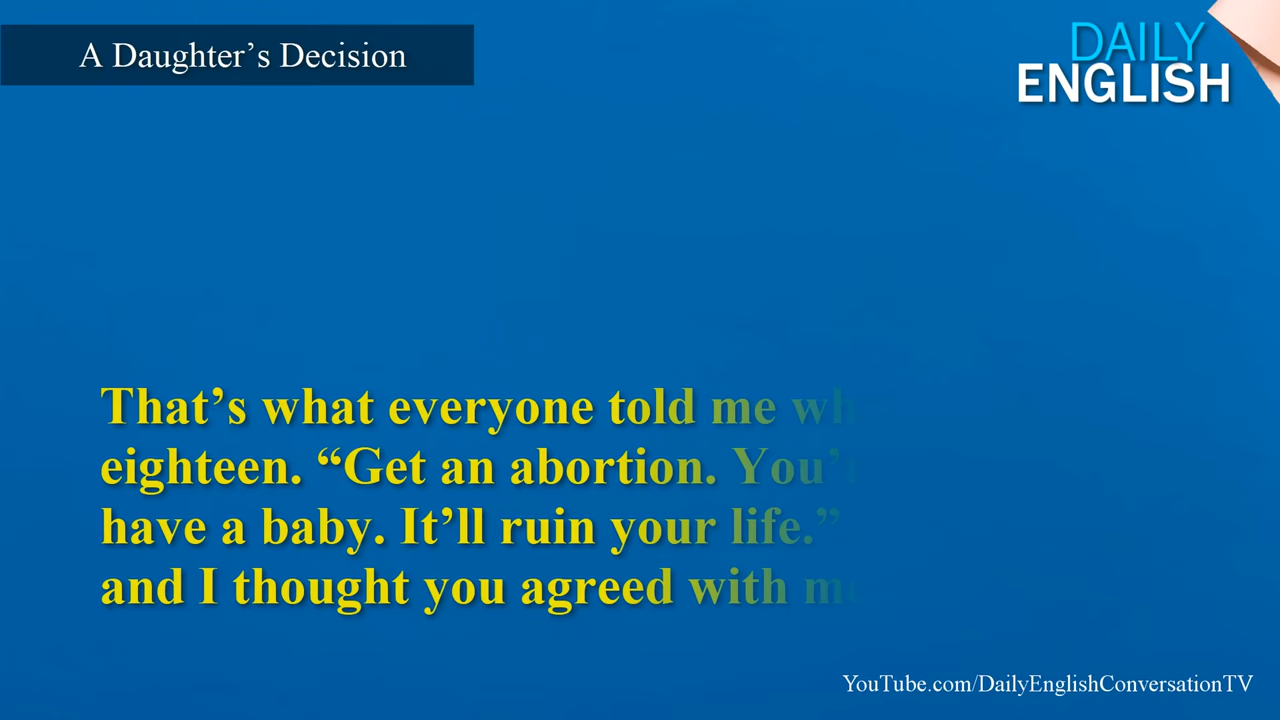 A Daughter’s Decision
DAILY
ENGLISH
That’s what everyone told me
eighteen. “Get an abortion.
have a baby. It’ll ruin your life.”
and I thought you agreed with
YouTube.com/DailyEnglishConversationTV